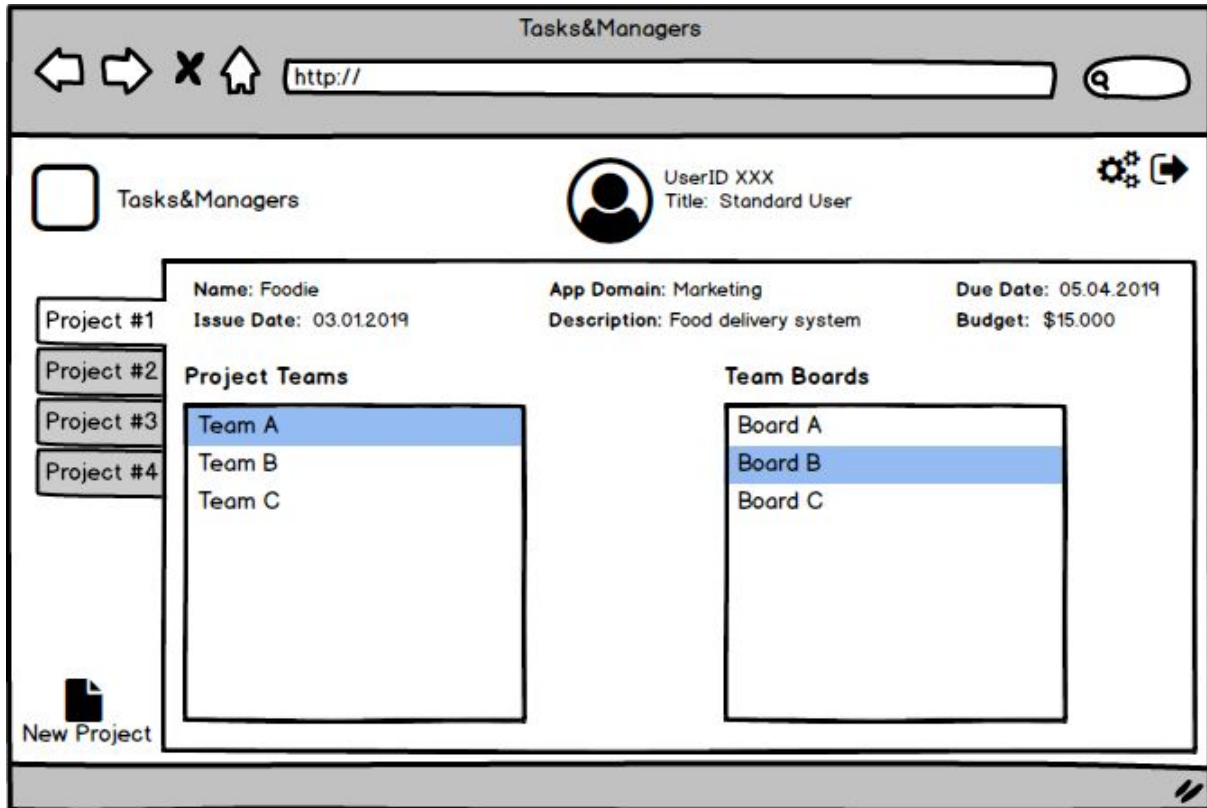 Tasks&Managers
http://
Tasks&Managers
UserID XXX
Title: Standard User
Project #1
Project #2
Project #3
Project #4
New Project
Name: Foodie
App Domain: Marketing
Due Date: 05.04.2019
Issue Date: 03.01.2019
Description: Food delivery system
Budget: $15.000
Project Teams
Team A
Team B
Team C
Team Boards
Board A
Board B
Board C